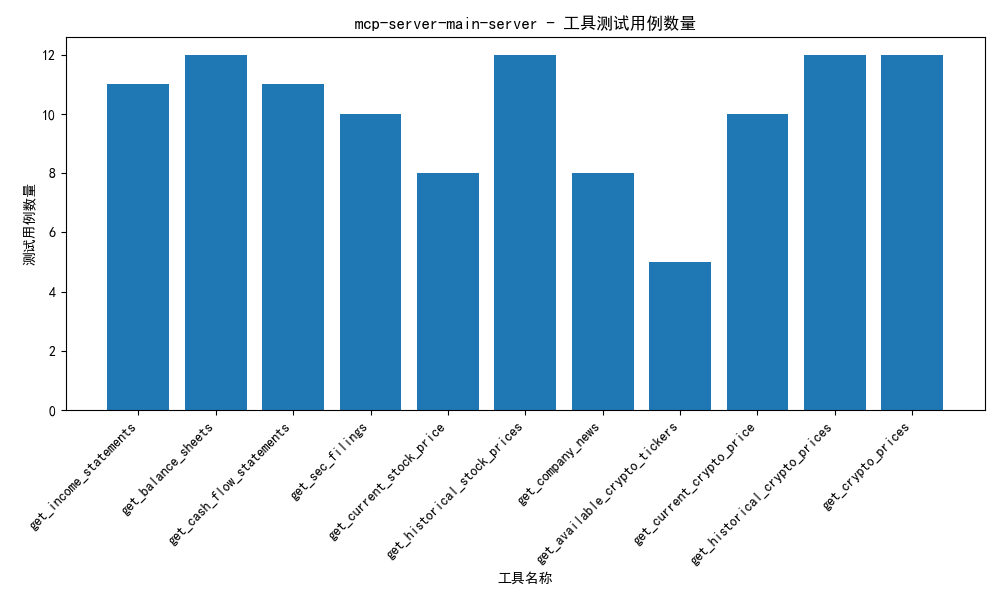 mcp-server-main-server - 工具测试用例数量
测试用例数量
12
10
8
6
4
2
0
get_income_statements
get_balance_sheets
get_cash_flow_statements
get_sec_filings
get_current_stock_price
get_historical_stock_prices
get_company_news
get_available_crypto_tickers
get_current_crypto_price
get_historical_crypto_prices
get_crypto_prices
工具名称